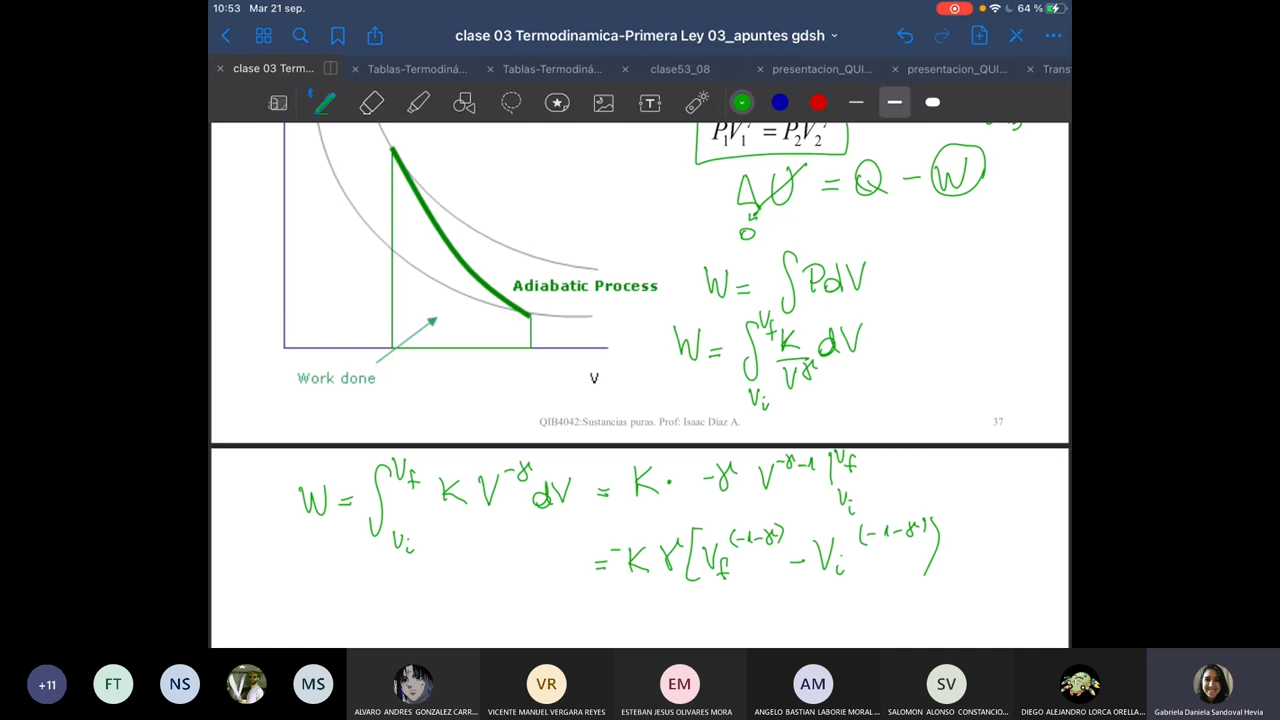 10:53 Mar 21 sep.
64 %
clase 03 Termodinamica-Primera Ley 03_apuntes gdsh
clase 03 Term...
Tablas-Termodiná...
Tablas-Termodiná...
clase53_08
presentacion_QUI...
presentacion_QUI...
Trans
P₁V₁^γ = P₂V₂^γ
ΔU = Q - W
0
W = ∫ PdV
Adiabatic Process
W = ∫_{Vi}^{Vf} K/V^γ dV
Work done
V
QIB4042:Sustancias puras. Prof: Isaac Díaz A.
37
W = ∫_{Vi}^{Vf} K V^{-γ} dV = K · -γ V^{-γ-1} |_{Vi}^{Vf}
= -K γ [Vf^{(-1-γ)} - Vi^{(-1-γ)})
+11
FT
NS
MS
VR
EM
AM
SV
ALVARO ANDRES GONZALEZ CARR...
VICENTE MANUEL VERGARA REYES
ESTEBAN JESUS OLIVARES MORA
ANGELO BASTIAN LABORIE MORAL...
SALOMON ALONSO CONSTANCIO...
DIEGO ALEJANDRO LORCA ORELLA...
Gabriela Daniela Sandoval Hevia